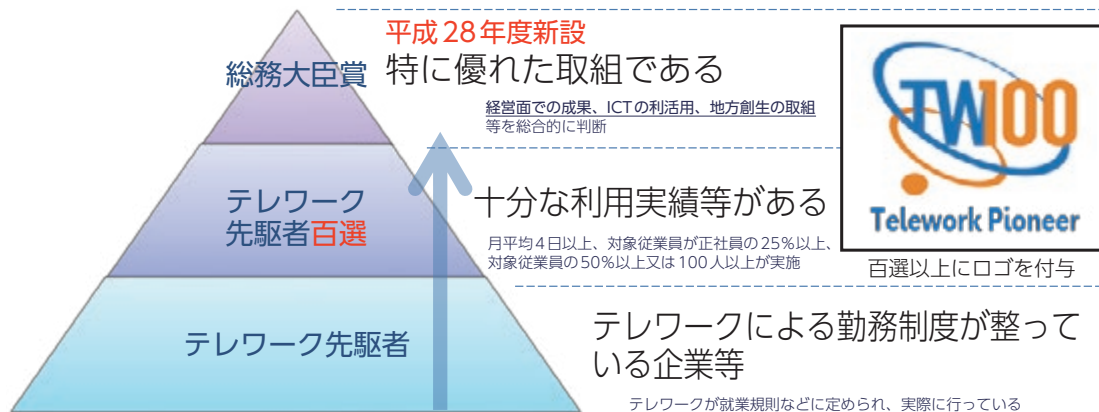 平成28年度新設
総務大臣賞
特に優れた取組である
経営面での成果、ICTの利活用、地方創生の取組
等を総合的に判断
TW100
Telework Pioneer
百選以上にロゴを付与
テレワーク
先駆者百選
十分な利用実績等がある
月平均4日以上、対象従業員が正社員の25%以上、
対象従業員の50%以上又は100人以上が実施
テレワーク先駆者
テレワークによる勤務制度が整って
いる企業等
テレワークが就業規則などに定められ、実際に行っている